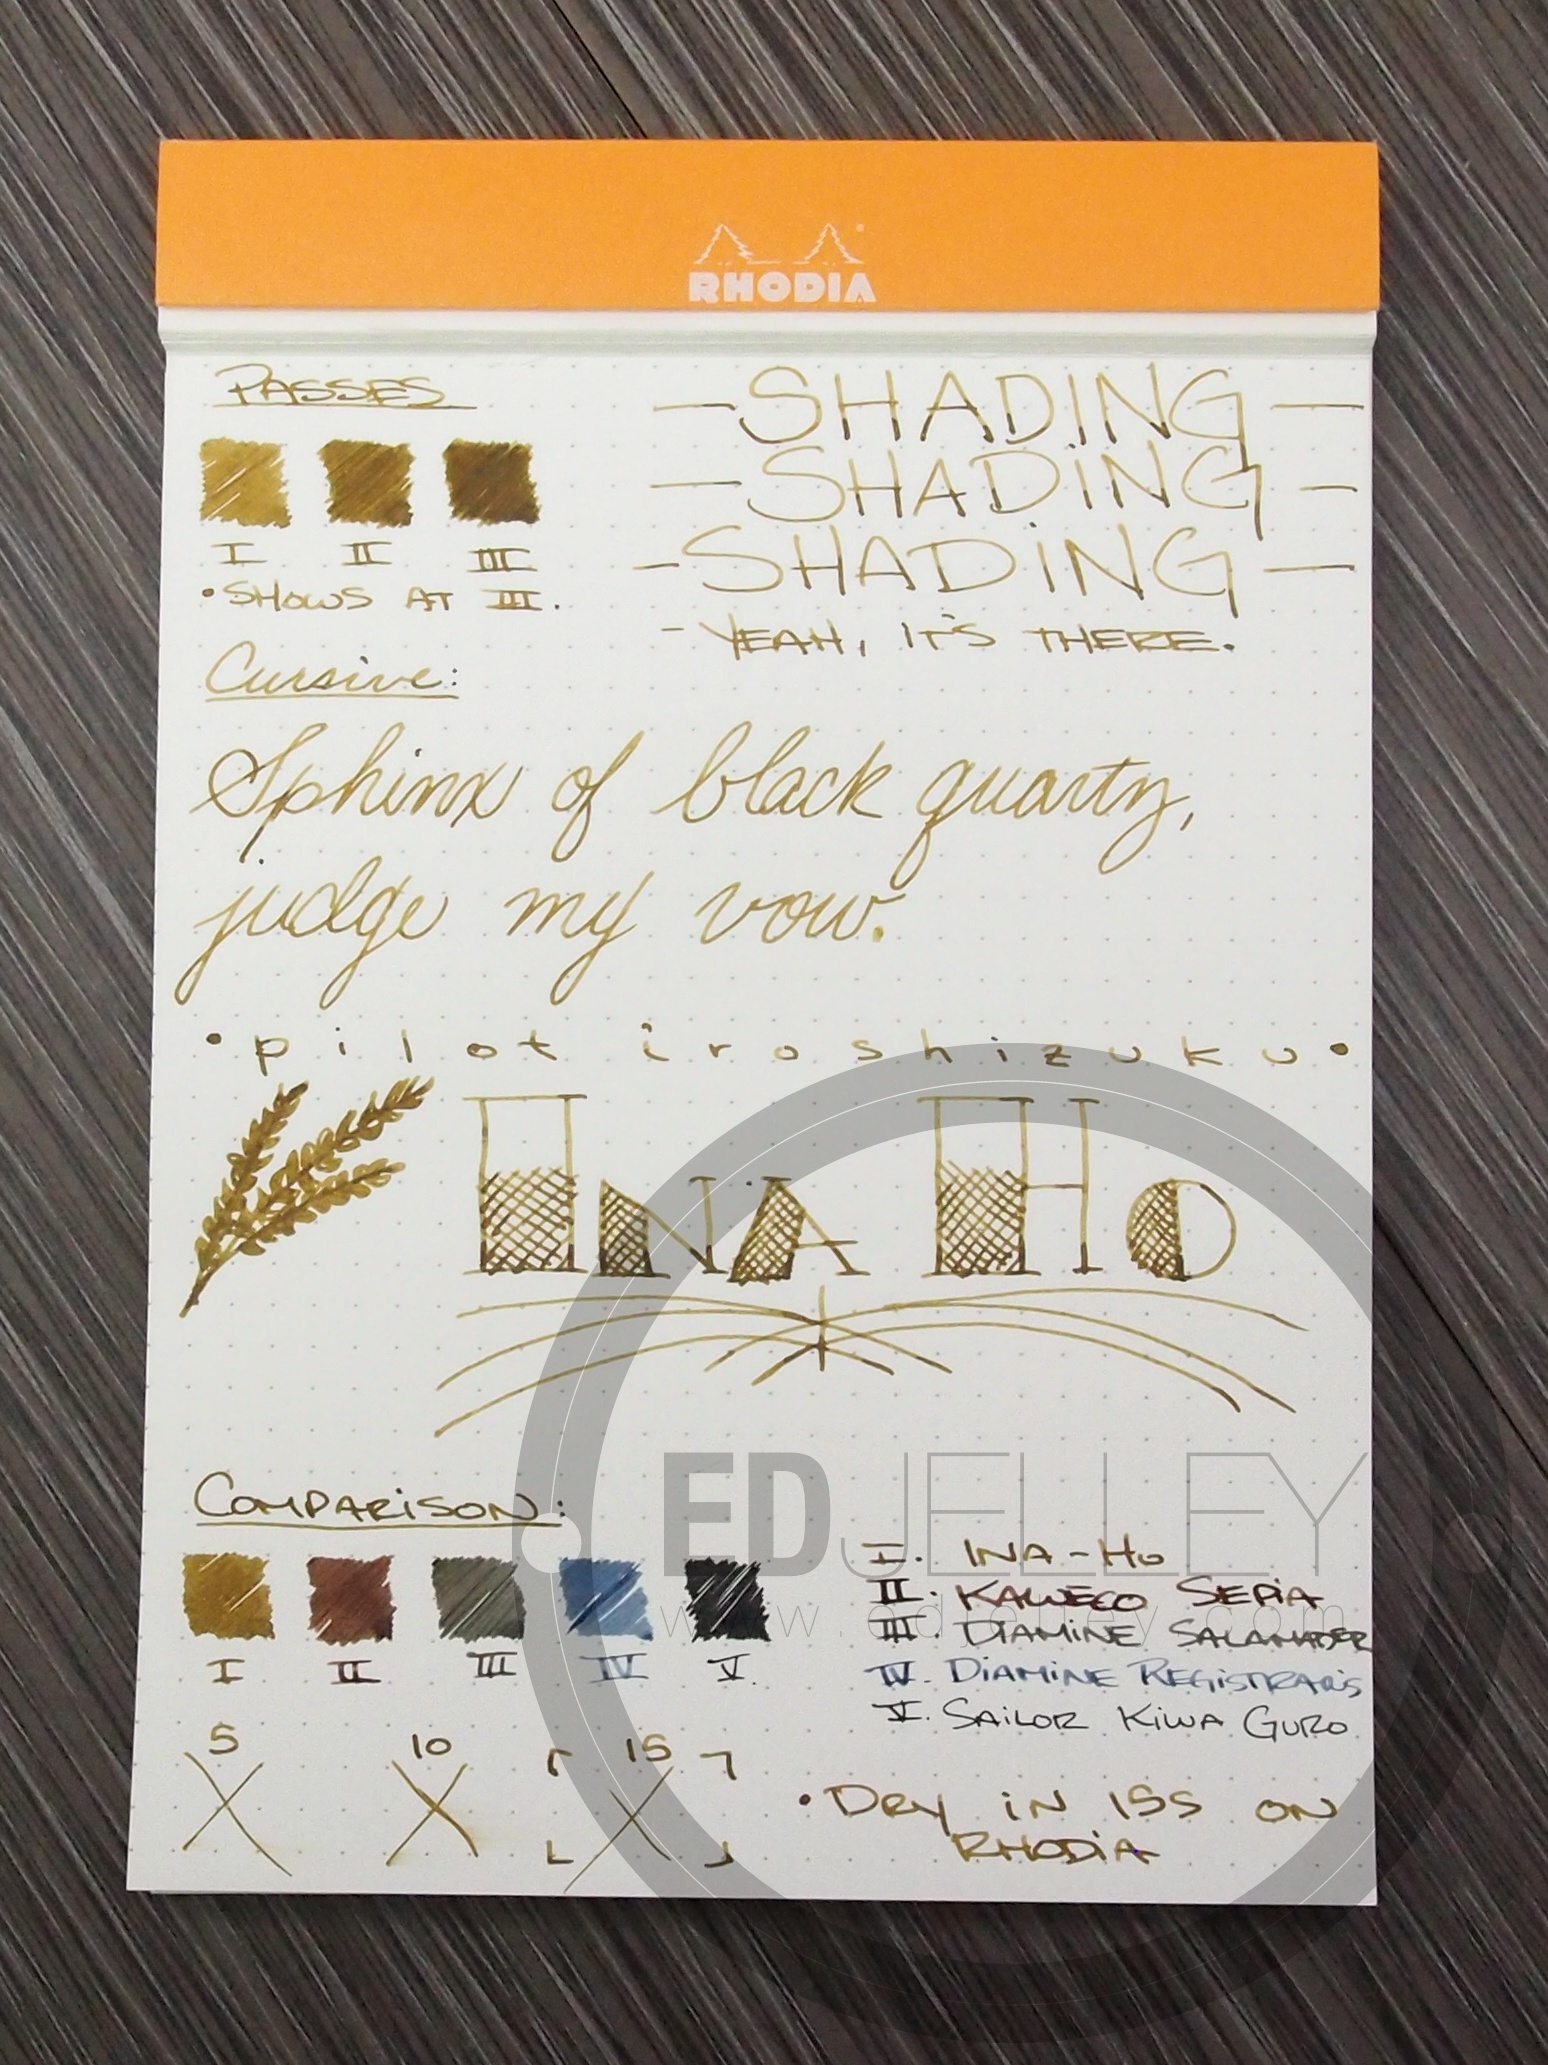 RHODIA
PASSES
I II III
•SHOWS AT III.
—SHADING—
—SHADiNG—
-SHADiNG—
-YEAH, IT'S THERE.
Cursive:
Sphinx of black quartz,
judge my vow.
•pilot iroshizuku•
INA HO
COMPARiSON:
I II III IV V.
I. INA-HO
II. KAWECO SEPiA
III. DiAMiNE SALAMADER
IV. DiAMiNE REGiSTRARiS
V. SAiLOR KiWA GURO
5 10 15
•DRY iN 15S ON
RHODiA
EDJELLEY
www.edjelley.com